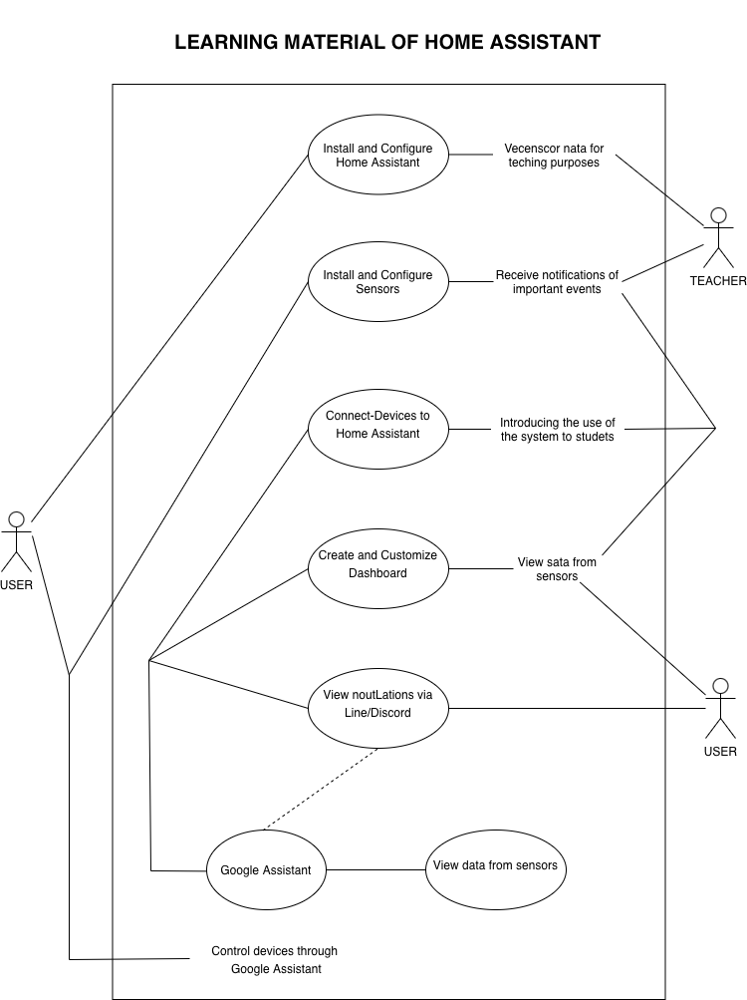 LEARNING MATERIAL OF HOME ASSISTANT
Install and Configure
Home Assistant
Vecenscor nata for
teching purposes
TEACHER
Install and Configure
Sensors
Receive notifications of
important events
Connect-Devices to
Home Assistant
Introducing the use of
the system to studets
USER
Create and Customize
Dashboard
View sata from
sensors
View noutLations via
Line/Discord
USER
Google Assistant
View data from sensors
Control devices through
Google Assistant